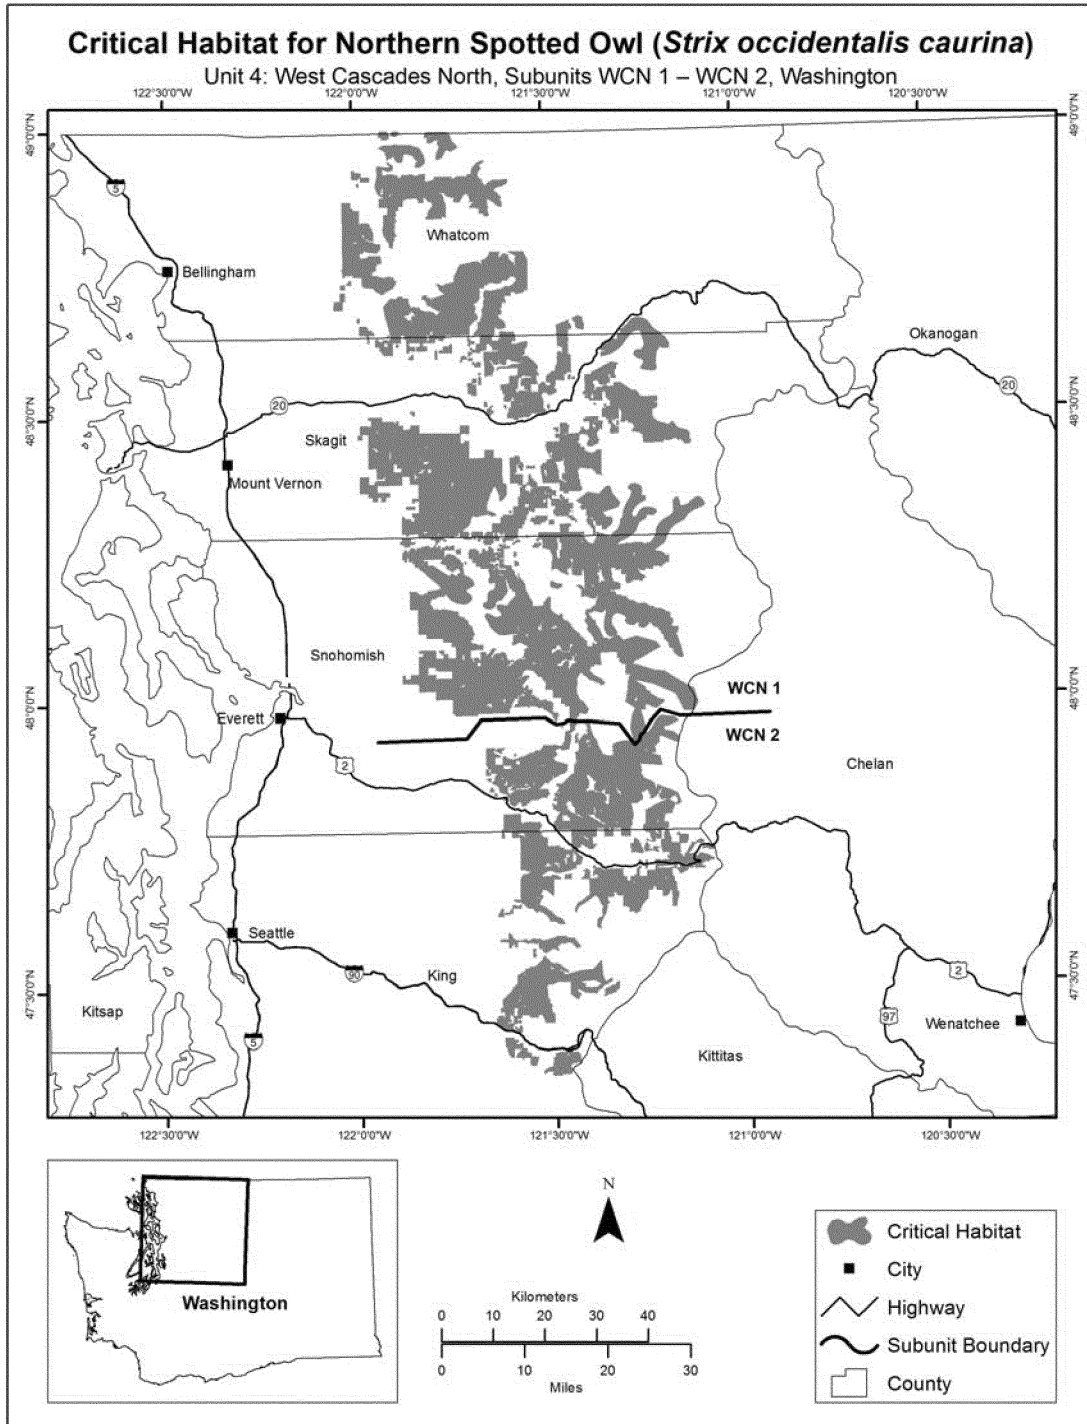 Critical Habitat for Northern Spotted Owl (Strix occidentalis caurina)
Unit 4: West Cascades North, Subunits WCN 1 – WCN 2, Washington
122°30'0"W 122°0'0"W 121°30'0"W 121°0'0"W 120°30'0"W
49°0'0"N
49°0'0"N
5
Whatcom
Bellingham
Okanogan
20
20
48°30'0"N
48°30'0"N
Skagit
Mount Vernon
Snohomish
WCN 1
48°0'0"N
48°0'0"N
Everett
WCN 2
2
Chelan
Seattle
90
King
2
47°30'0"N
47°30'0"N
Kitsap
97
Wenatchee
5
Kittitas
122°30'0"W 122°0'0"W 121°30'0"W 121°0'0"W 120°30'0"W
Washington
N
Kilometers
0 10 20 30 40
0 10 20 30
Miles
Critical Habitat
City
Highway
Subunit Boundary
County